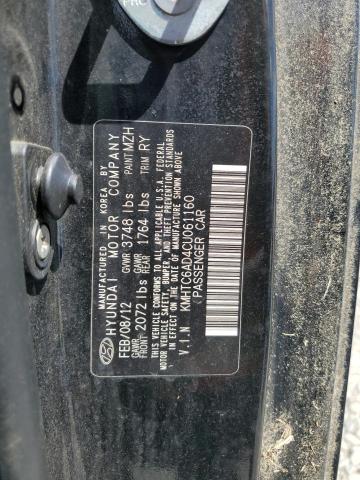 PRC
MANUFACTURED IN KOREA BY
HYUNDAI MOTOR COMPANY
FEB/08/12 GVWR 3748 lbs PAINT MZH
GAWR FRONT 2072 lbs GAWR REAR 1764 lbs TRIM RY
THIS VEHICLE CONFORMS TO ALL APPLICABLE U.S.A. FEDERAL
MOTOR VEHICLE SAFETY, BUMPER, AND THEFT PREVENTION STANDARDS
IN EFFECT ON THE DATE OF MANUFACTURE SHOWN ABOVE
V.I.N KMHTC6AD4CU061160
PASSENGER CAR